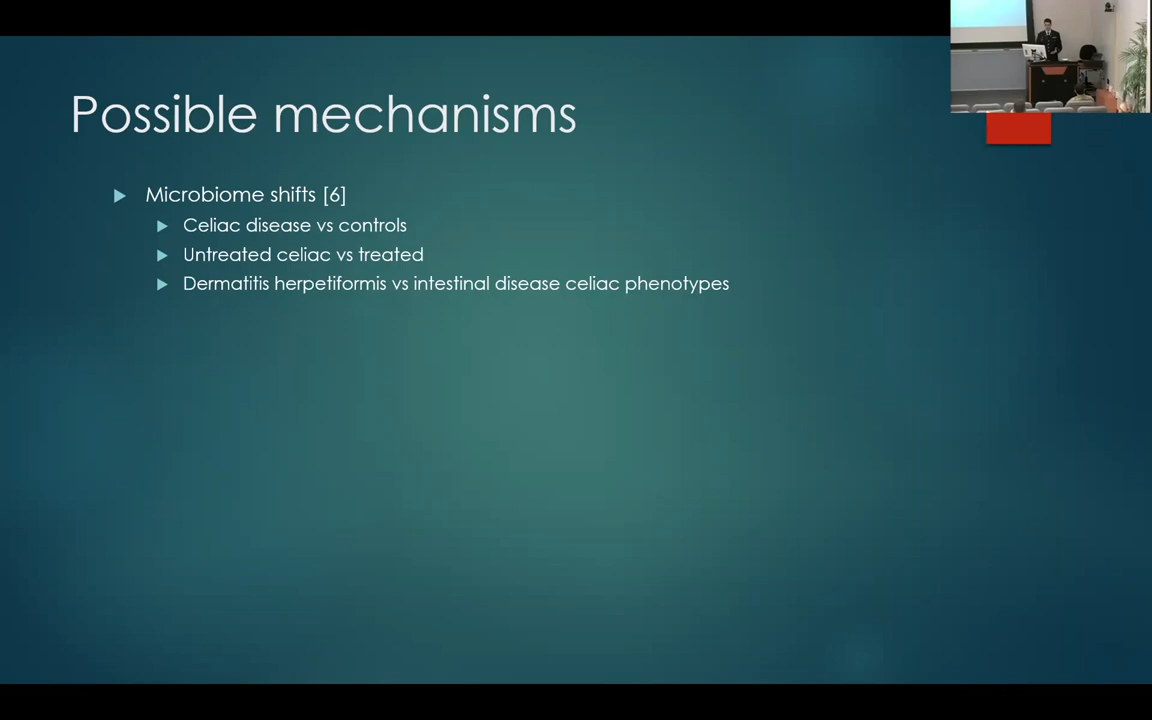 Possible mechanisms
Microbiome shifts [6]
Celiac disease vs controls
Untreated celiac vs treated
Dermatitis herpetiformis vs intestinal disease celiac phenotypes